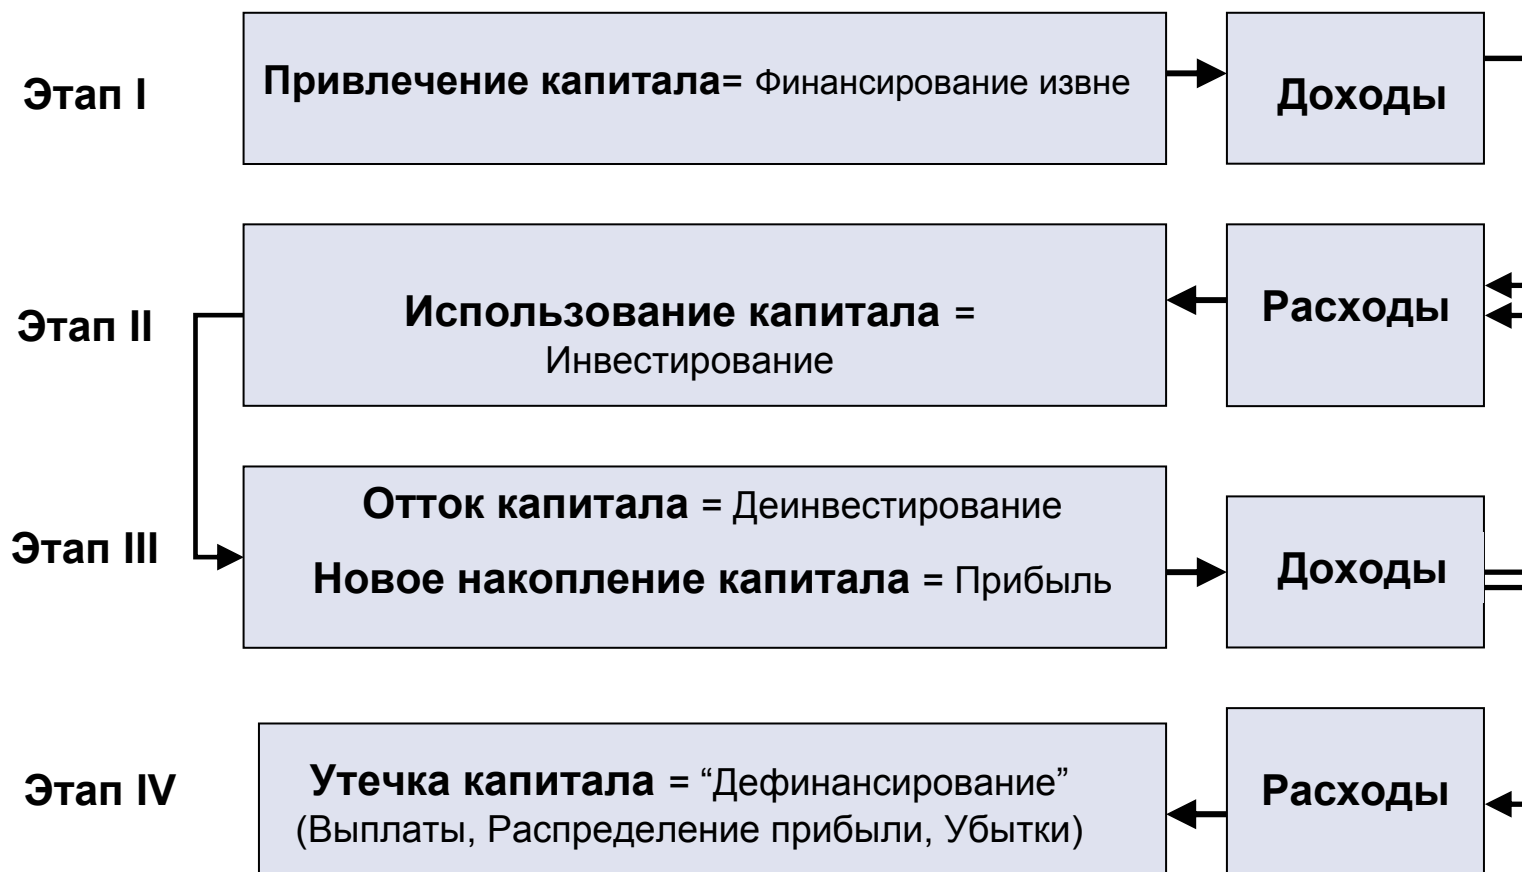 Этап I
Привлечение капитала= Финансирование извне
Доходы
Этап II
Использование капитала =
Инвестирование
Расходы
Этап III
Отток капитала = Деинвестирование
Новое накопление капитала = Прибыль
Доходы
Этап IV
Утечка капитала = “Дефинансирование”
(Выплаты, Распределение прибыли, Убытки)
Расходы